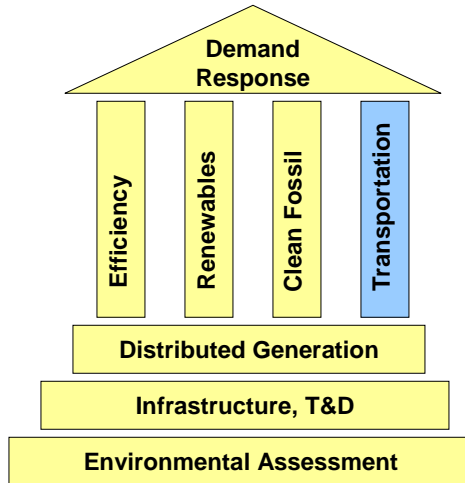 Demand
Response
Efficiency
Renewables
Clean Fossil
Transportation
Distributed Generation
Infrastructure, T&D
Environmental Assessment